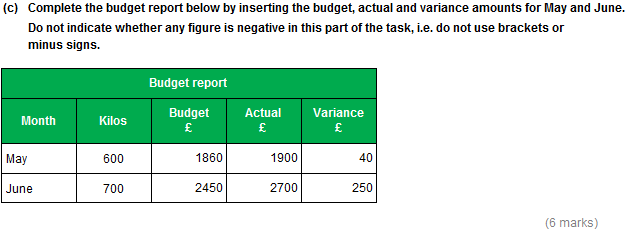 (c) Complete the budget report below by inserting the budget, actual and variance amounts for May and June.
Do not indicate whether any figure is negative in this part of the task, i.e. do not use brackets or
minus signs.
Budget report
Month Kilos Budget £ Actual £ Variance £
May 600 1860 1900 40
June 700 2450 2700 250
(6 marks)